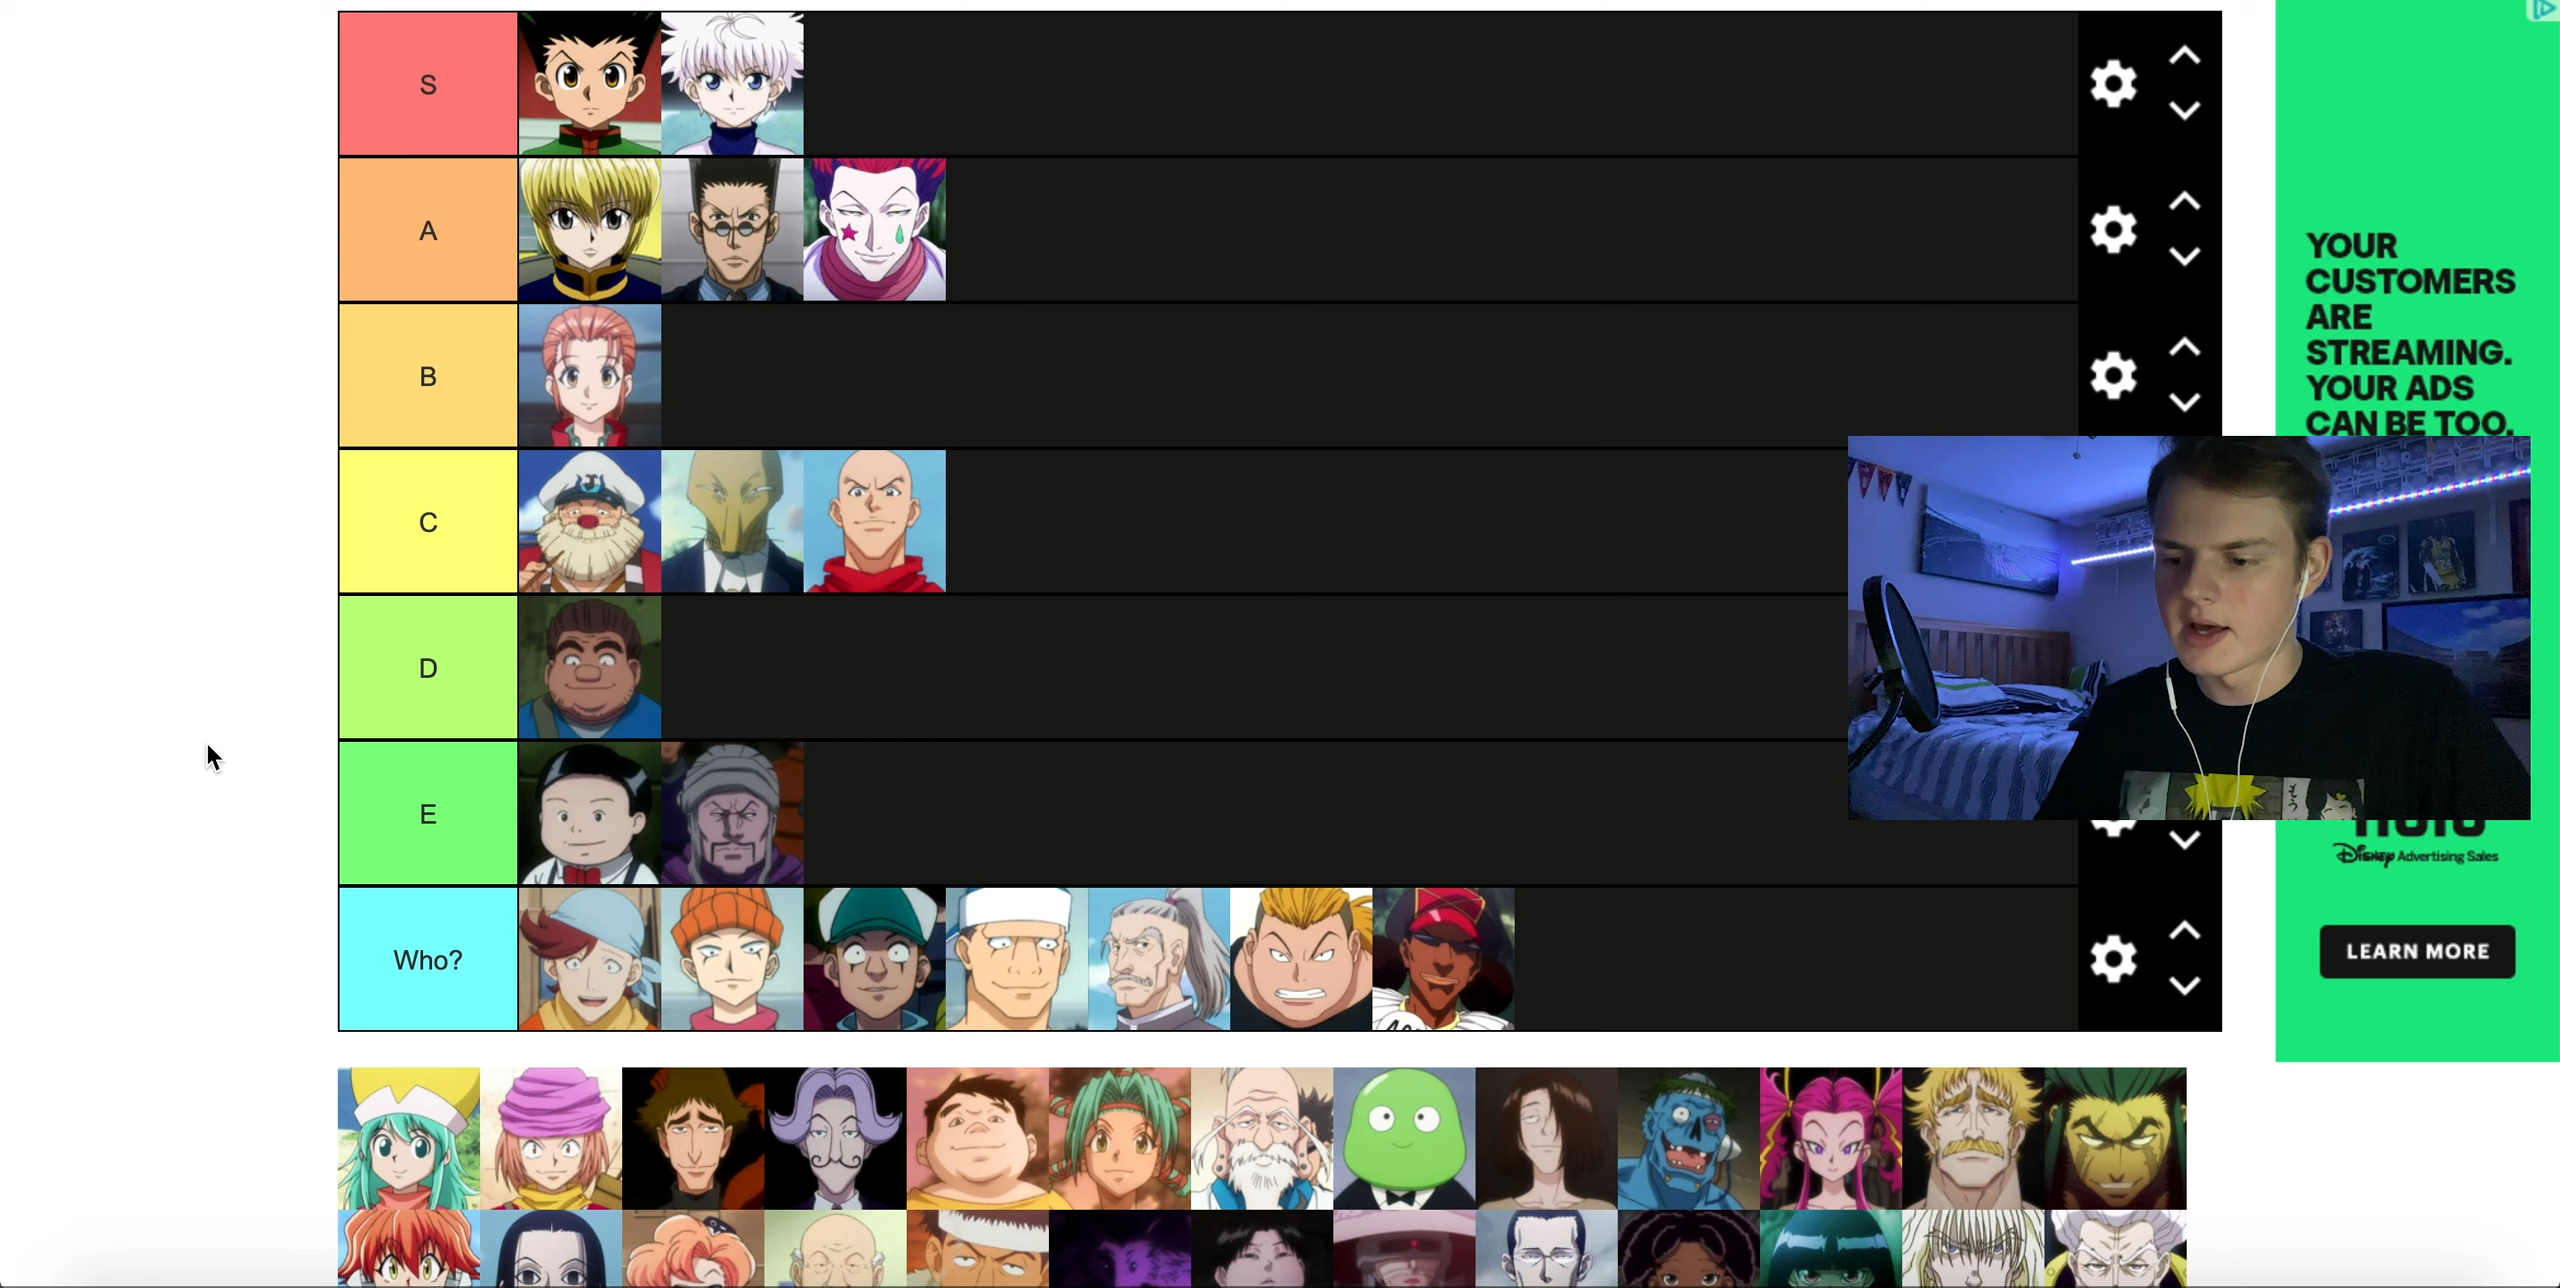 S
A
B
C
D
E
Who?
YOUR
CUSTOMERS
ARE
STREAMING.
YOUR ADS
CAN BE TOO.
Disney Advertising Sales
LEARN MORE